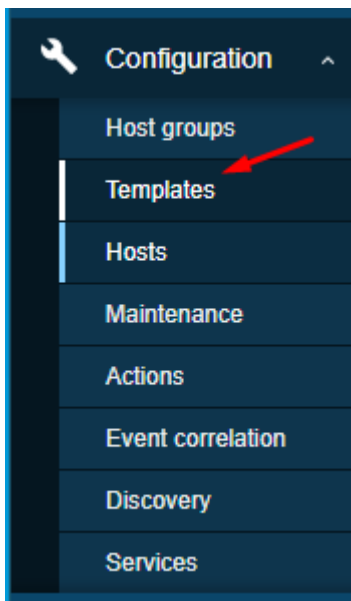 Configuration
Host groups
Templates
Hosts
Maintenance
Actions
Event correlation
Discovery
Services